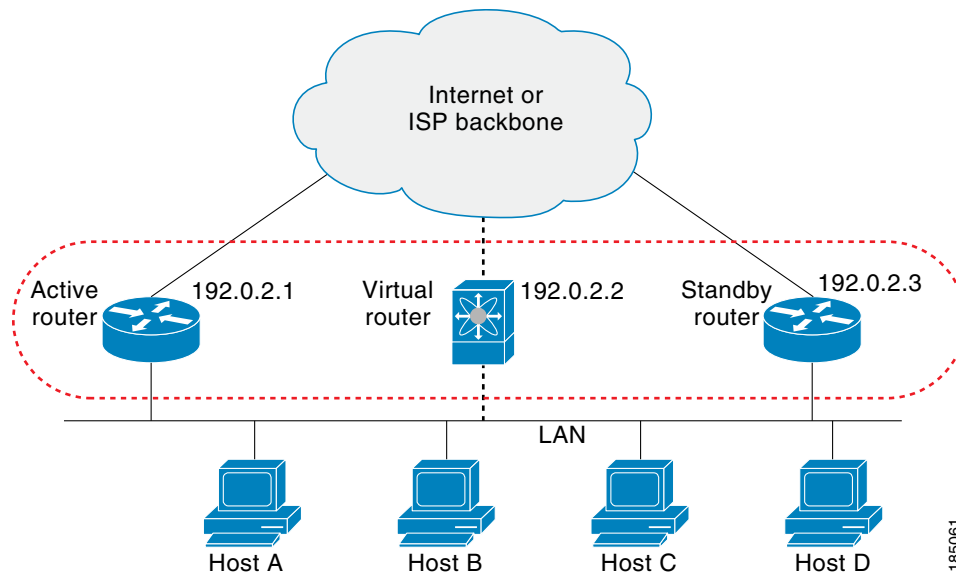 Internet or
ISP backbone
Active
router
192.0.2.1
Virtual
router
192.0.2.2
Standby
router
192.0.2.3
LAN
Host A
Host B
Host C
Host D
185061